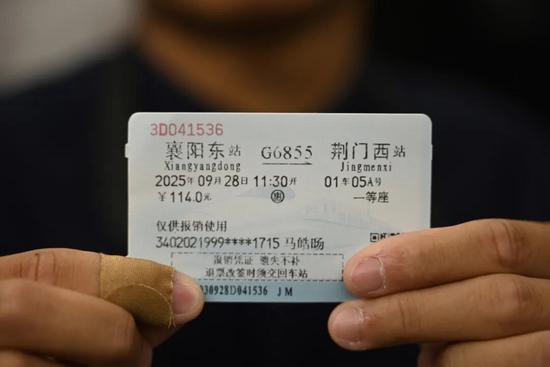 3D041536
襄阳东站 G6855 荆门西站
Xiangyangdong Jingmenxi
2025年09月28日 11:30开 01车05A号
￥114.0元 惠 一等座
仅供报销使用
3402021999****1715 马皓旸
报销凭证 遗失不补
退票改签时须交回车站
30928D041536 JM